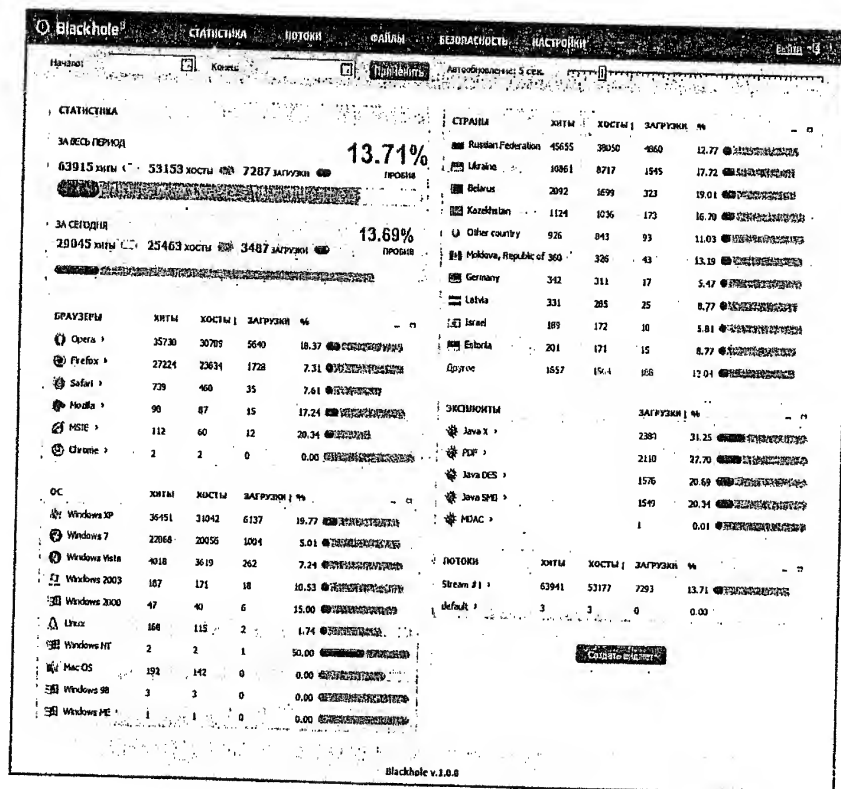 Blackhole β
СТАТИСТИКА ПОТОКИ ФАЙЛЫ БЕЗОПАСНОСТЬ НАСТРОЙКИ
Начало: Конец: Применить Автообновление: 5 сек.
СТАТИСТИКА
ЗА ВЕСЬ ПЕРИОД
13.71%
ПРОБИВ
63915 хиты 53153 хосты 7287 ЗАГРУЗКИ
ЗА СЕГОДНЯ
13.69%
ПРОБИВ
29045 хиты 25463 хосты 3487 ЗАГРУЗКИ
БРАУЗЕРЫ ХИТЫ ХОСТЫ ЗАГРУЗКИ %
Opera 35730 30789 5640 18.37
Firefox 27224 23634 1728 7.31
Safari 739 460 35 7.61
Mozilla 90 87 15 17.24
MSIE 112 60 12 20.34
Chrome 2 2 0 0.00
ОС ХИТЫ ХОСТЫ ЗАГРУЗКИ %
Windows XP 36451 31042 6137 19.77
Windows 7 20056 1004 5.01
Windows Vista 4018 3619 262 7.24
Windows 2003 187 171 18 10.53
Windows 2000 47 40 6 15.00
Linux 160 115 2 1.74
Windows NT 2 2 1 50.00
Mac OS 192 142 0 0.00
Windows 98 3 3 0 0.00
Windows ME 1 1 0 0.00
СТРАНЫ ХИТЫ ХОСТЫ ЗАГРУЗКИ %
Russian Federation 45655 38050 4860 12.77
Ukraine 10861 8717 1545 17.72
Belarus 2092 1699 323 19.01
Kazakhstan 1124 1036 173 16.70
Other country 926 843 93 11.03
Moldova, Republic of 360 326 43 13.19
Germany 342 311 17 5.47
Latvia 331 285 25 8.77
Israel 189 172 10 5.81
Estonia 201 171 15 8.77
Другое 1857
ЭКСПЛОИТЫ ЗАГРУЗКИ %
Java X 2380 31.25
PDF 2110 27.70
Java DES 1576 20.69
Java SMB 1549 20.34
MDAC 1 0.01
ПОТОКИ ХИТЫ ХОСТЫ ЗАГРУЗКИ %
Stream #1 63941 53177 7293 13.71
default 3 3 0 0.00
Создать
Blackhole v.1.0.0